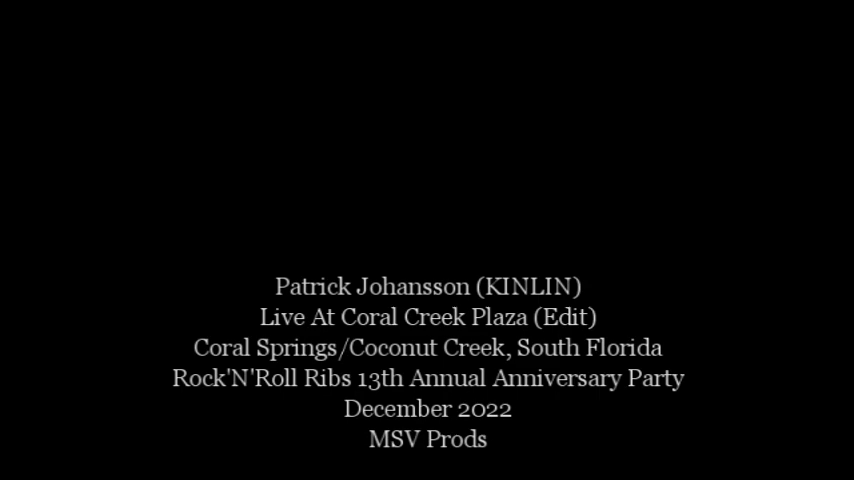 Patrick Johansson (KINLIN)
Live At Coral Creek Plaza (Edit)
Coral Springs/Coconut Creek, South Florida
Rock'N'Roll Ribs 13th Annual Anniversary Party
December 2022
MSV Prods